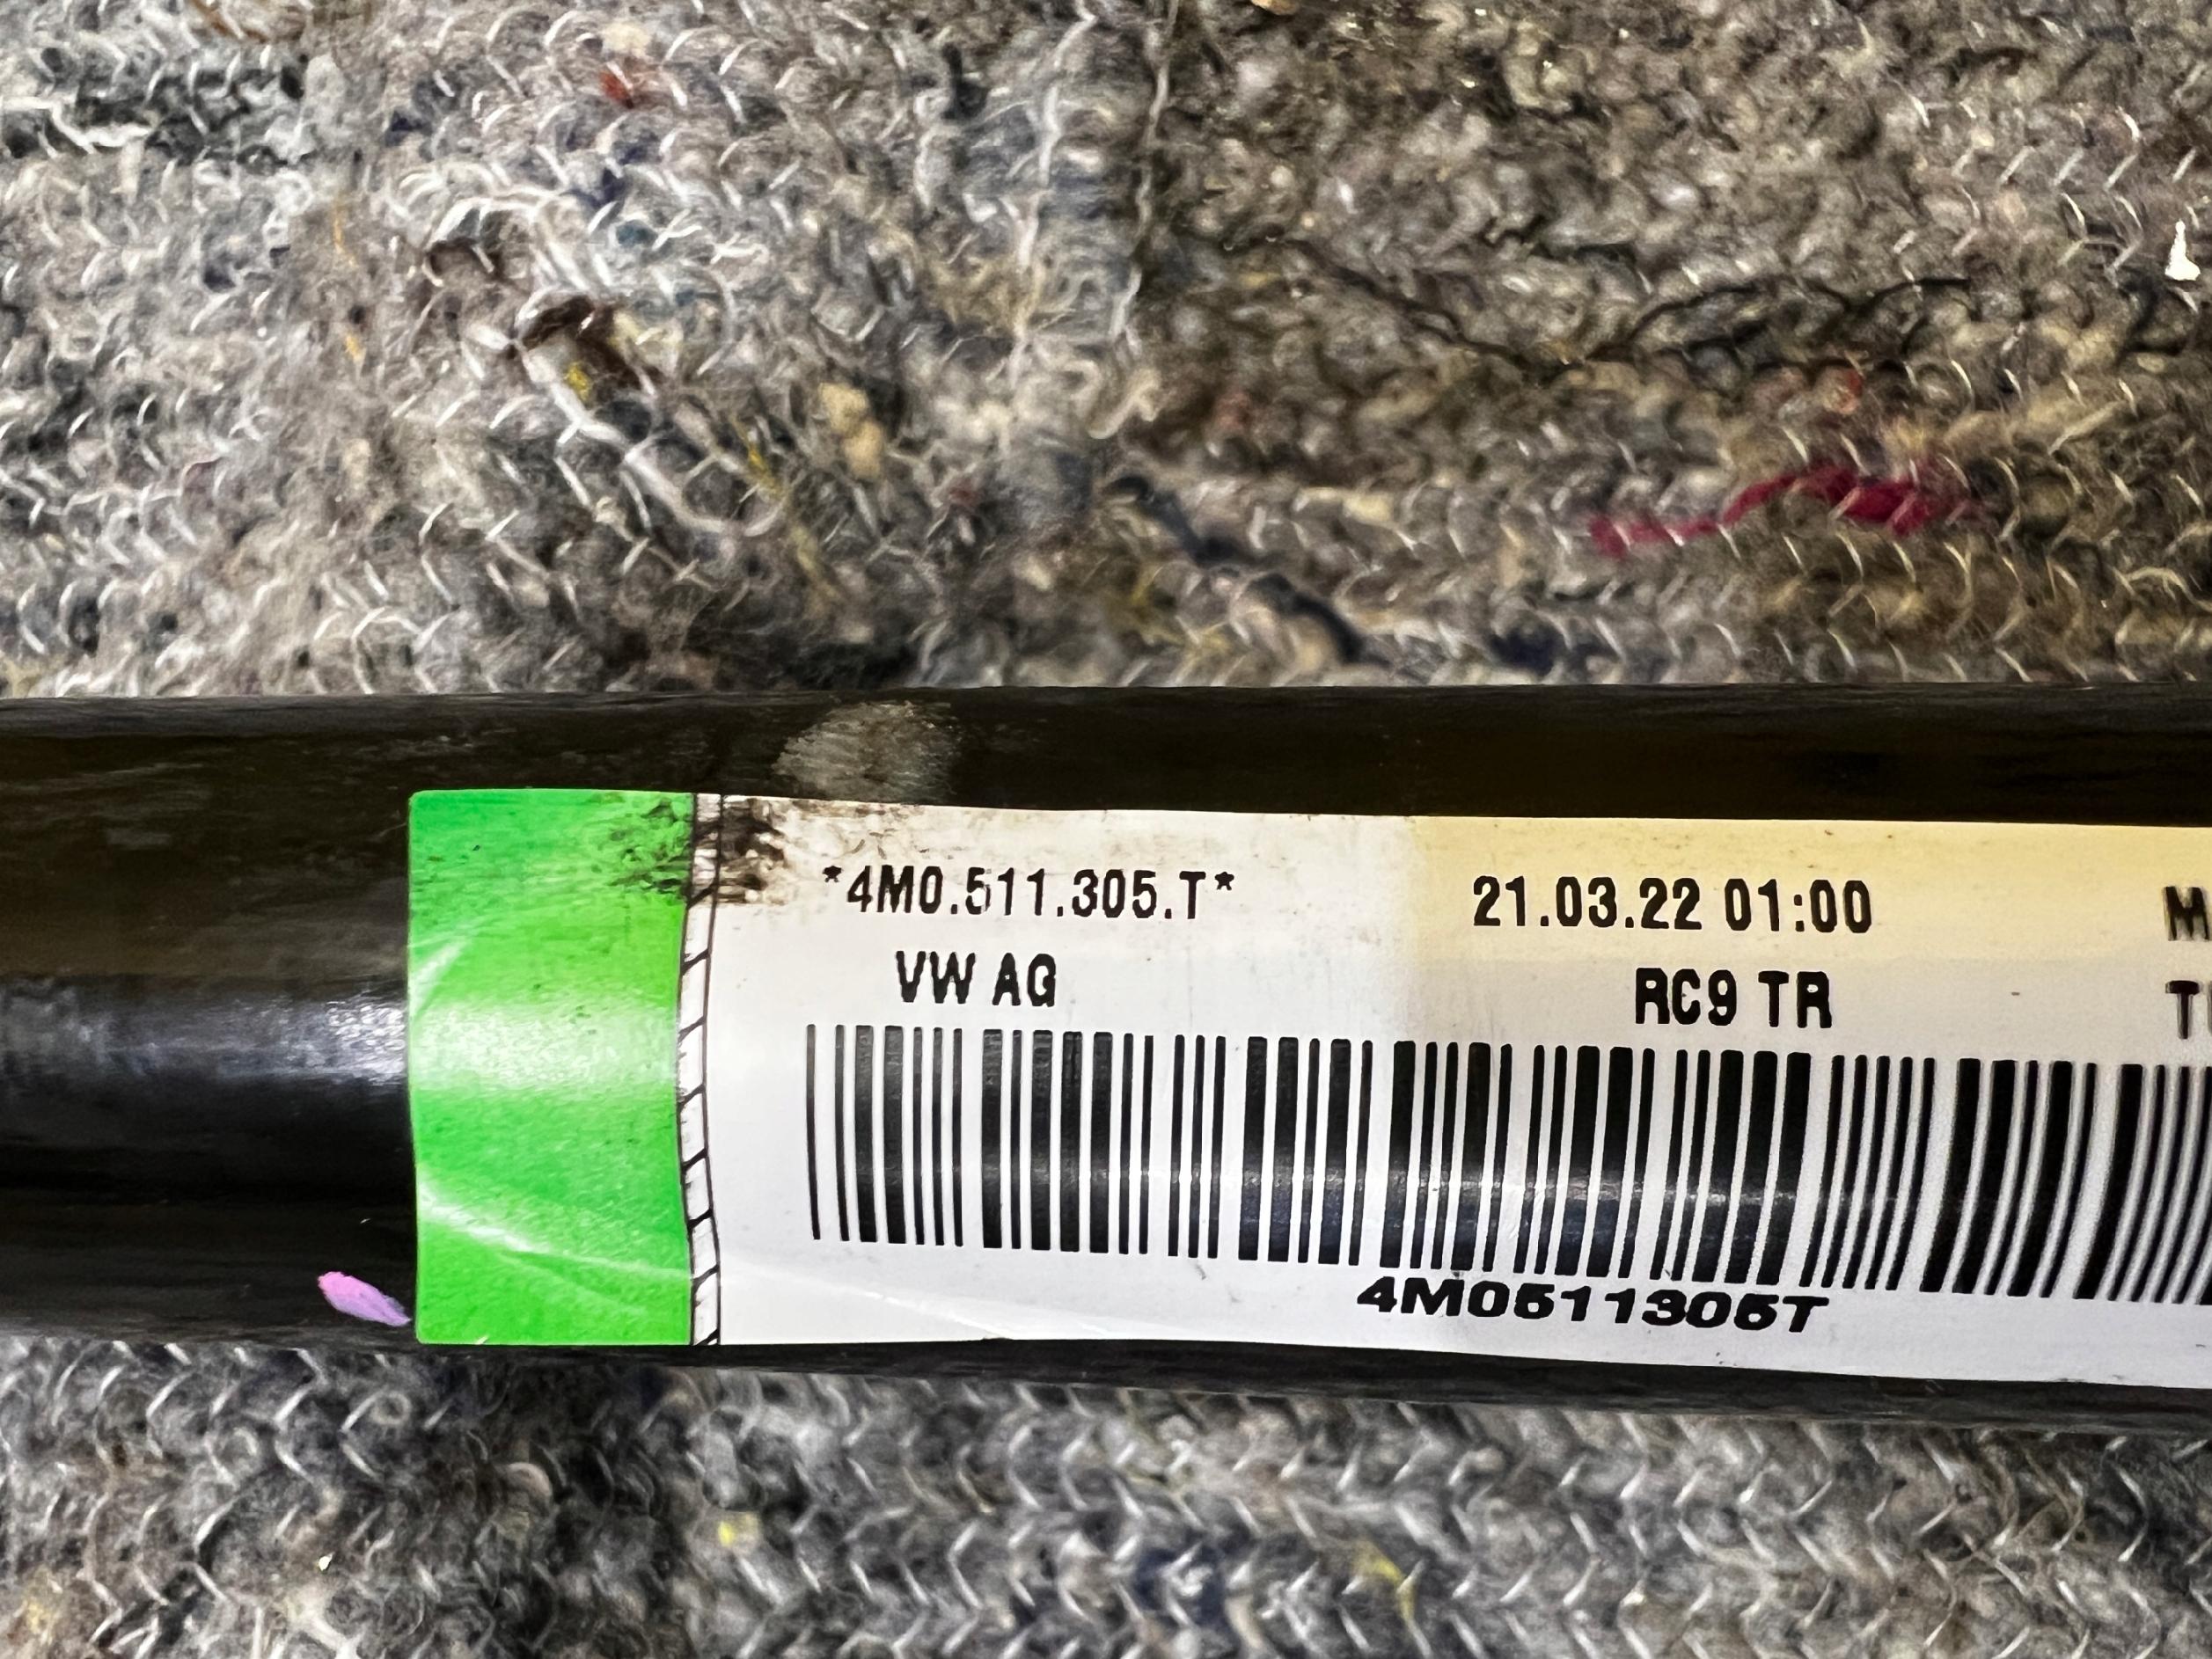 *4M0.511.305.T* 21.03.22 01:00
VW AG RC9 TR
4M0511305T